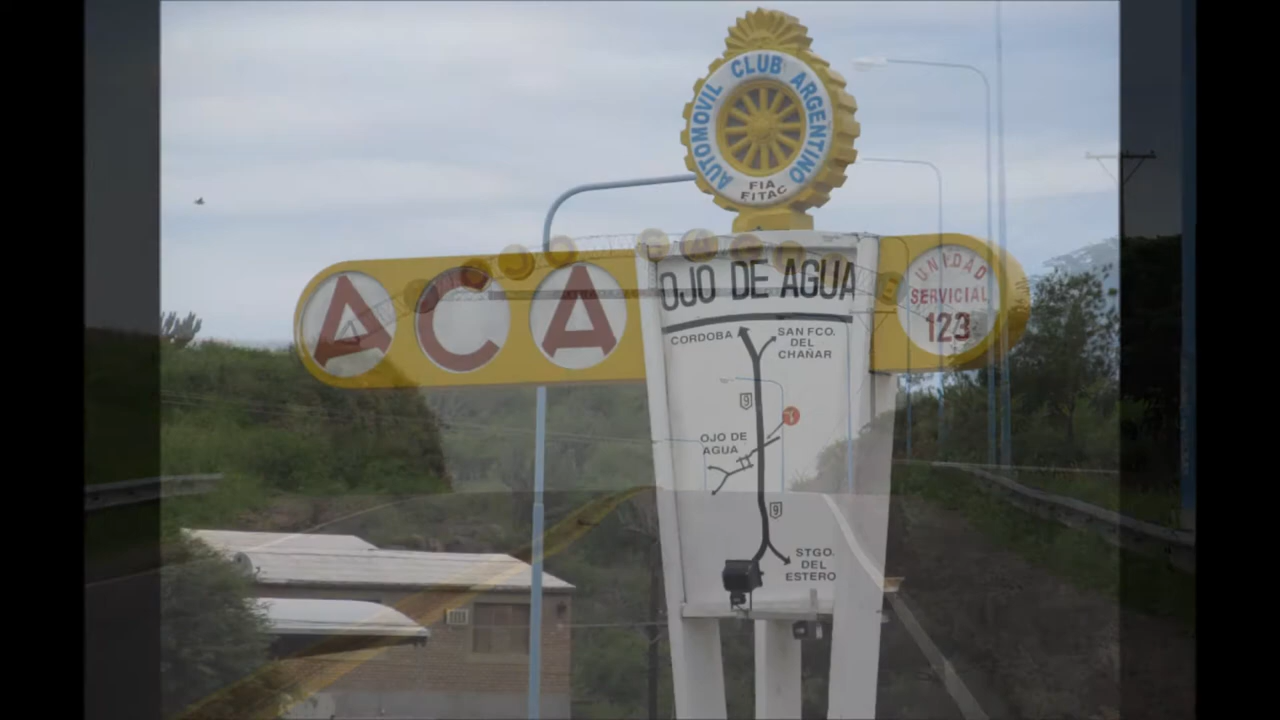 AUTOMOVIL CLUB ARGENTINO
FIA
FITAC
ACA
OJO DE AGUA
UNIDAD
SERVICIAL
123
CORDOBA
SAN FCO.
DEL
CHAÑAR
9
OJO DE
AGUA
9
STGO.
DEL
ESTERO